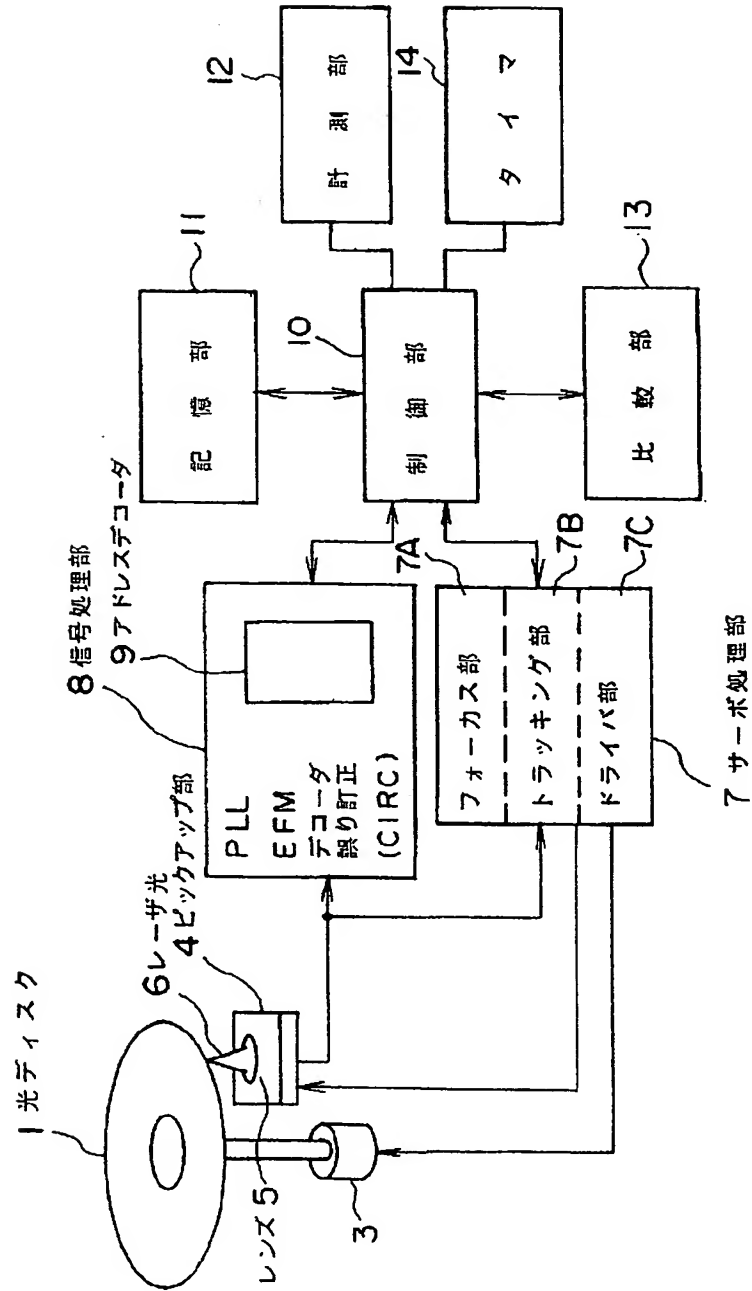 1 光ディスク
6 レーザ光
4 ピックアップ部
レンズ 5
3
8 信号処理部
9 アドレスデコーダ
PLL
EFM
デコーダ
誤り訂正
(CIRC)
7A
フォーカス部
7B
トラッキング部
7C
ドライバ部
7 サーボ処理部
11
記憶部
10
制御部
13
比較部
12
計測部
14
タイマ